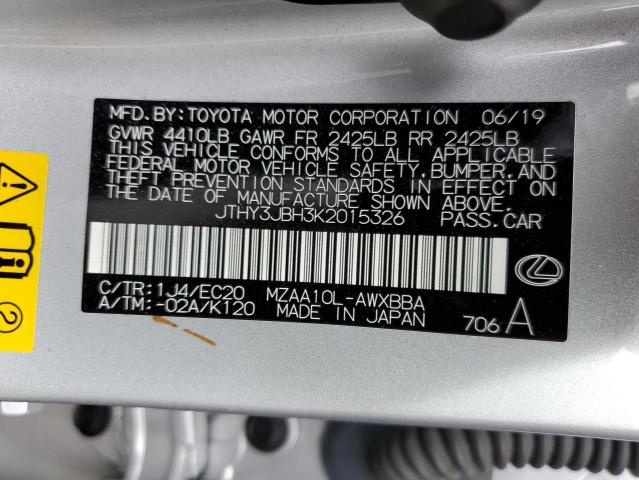 MFD.BY:TOYOTA MOTOR CORPORATION 06/19
GVWR 4410LB GAWR FR 2425LB RR 2425LB
THIS VEHICLE CONFORMS TO ALL APPLICABLE
FEDERAL MOTOR VEHICLE SAFETY,BUMPER,AND
THEFT PREVENTION STANDARDS IN EFFECT ON
THE DATE OF MANUFACTURE SHOWN ABOVE.
JTHY3JBH3K2015326 PASS.CAR
C/TR:1J4/EC20 MZAA10L-AWXBBA
A/TM:-02A/K120 MADE IN JAPAN 706 A